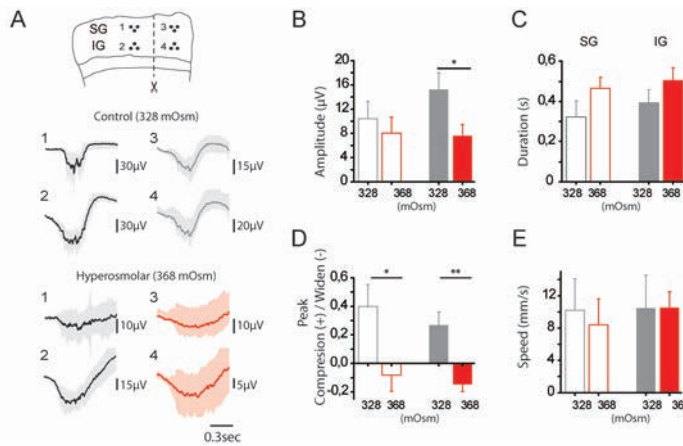 A
SG 1 3
IG 2 4
Control (328 mOsm)
1 3
30µV 15µV
2 4
30µV 20µV
Hyperosmolar (368 mOsm)
1 3
10µV 10µV
2 4
15µV 5µV
0.3sec
B
Amplitude (µV)
20
16
12
8
4
0
*
328 368 328 368
(mOsm)
C
SG IG
Duration (s)
0,6
0,4
0,2
0
328 368 328 368
(mOsm)
D
Peak
Compresion (+) / Widen (-)
0,6
0,4
0,2
0,0
-0,2
* **
328 368 328 368
(mOsm)
E
Speed (mm/s)
12
8
4
0
328 368 328 36
(mOsm)